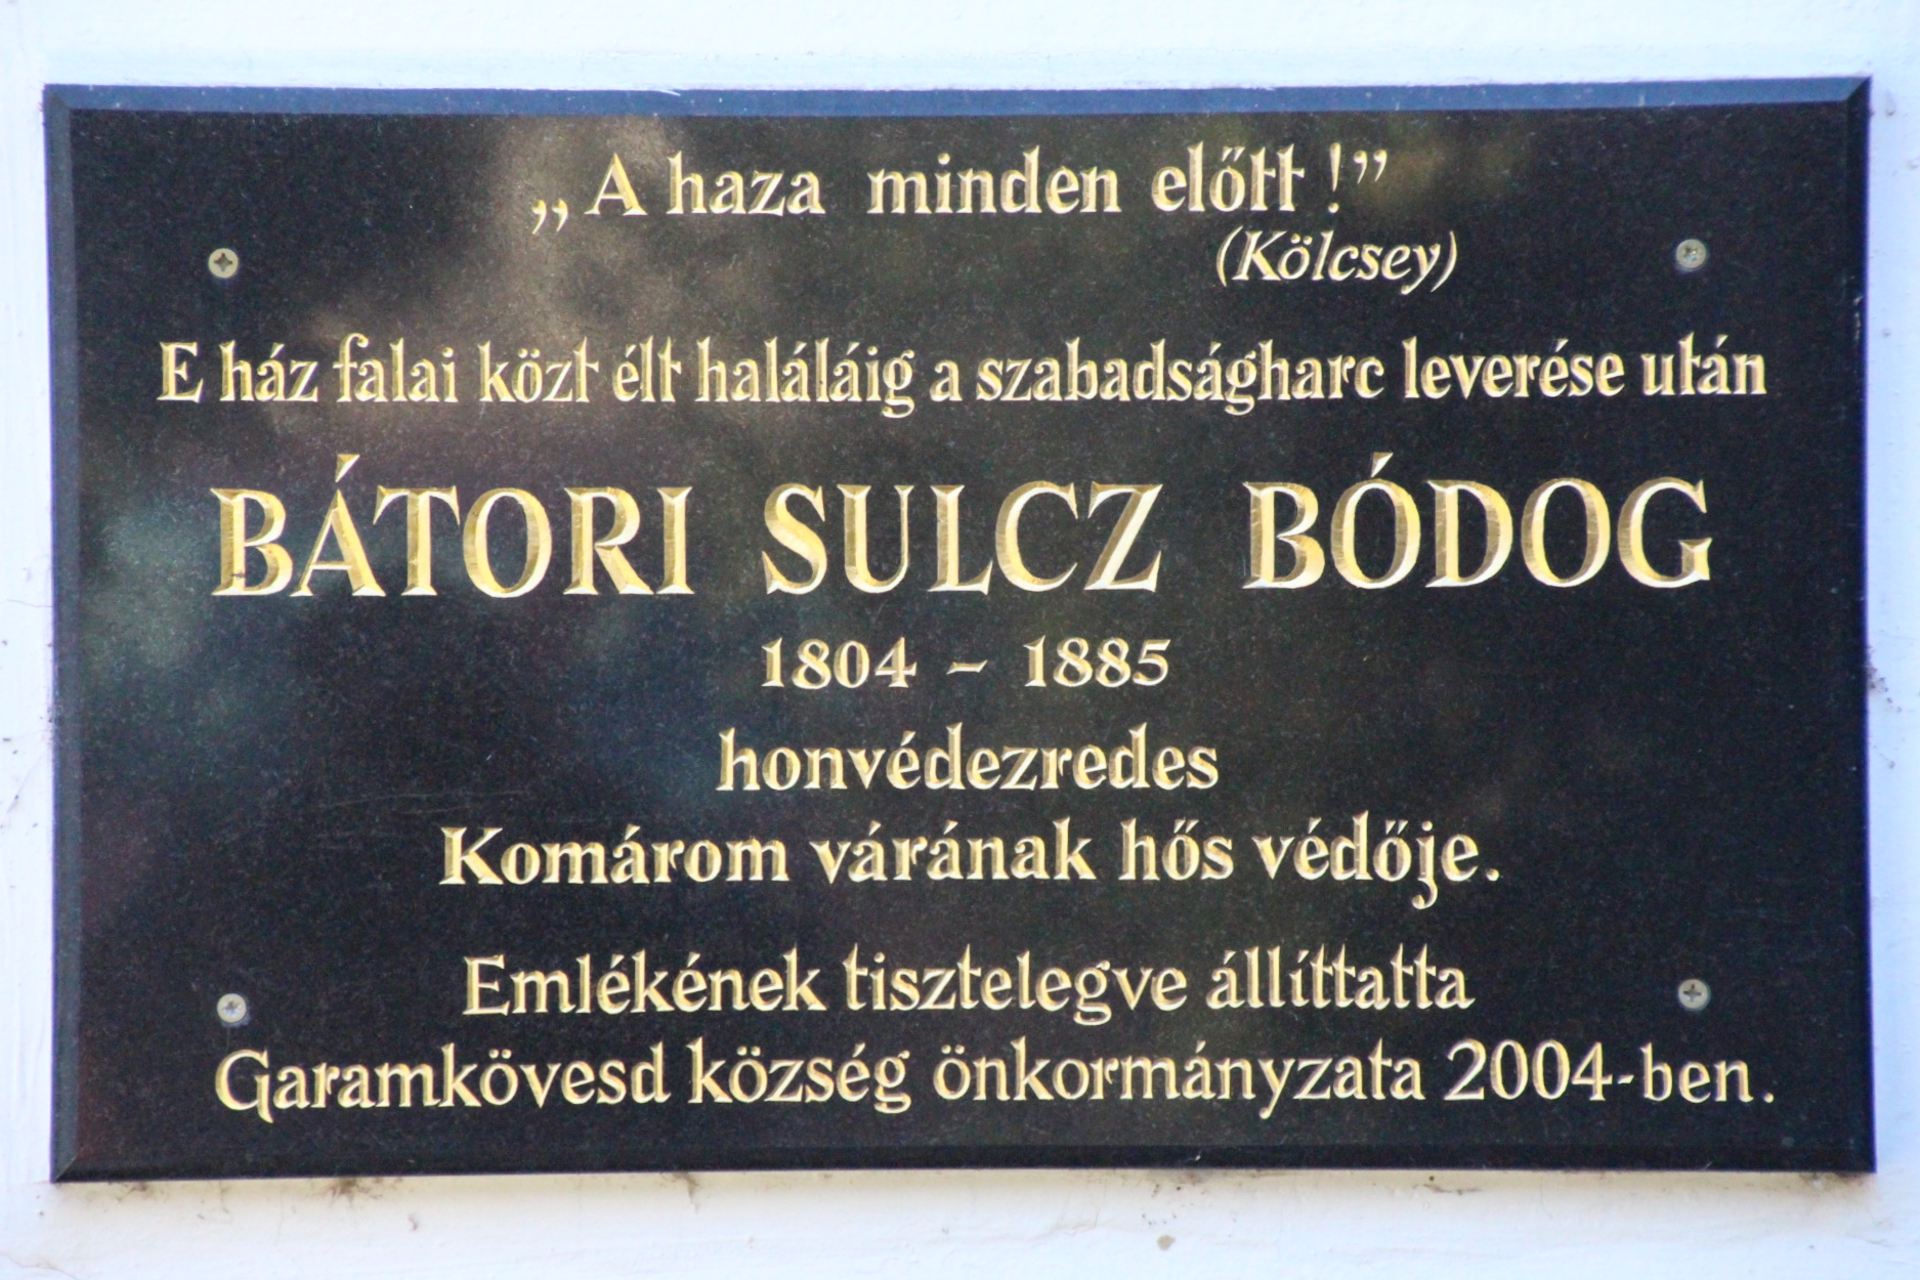 „A haza minden előtt!”
(Kölcsey)
E ház falai közt élt haláláig a szabadságharc leverése után
BÁTORI SULCZ BÓDOG
1804 – 1885
honvédezredes
Komárom várának hős védője.
Emlékének tisztelegve állíttatta
Garamkövesd község önkormányzata 2004-ben.